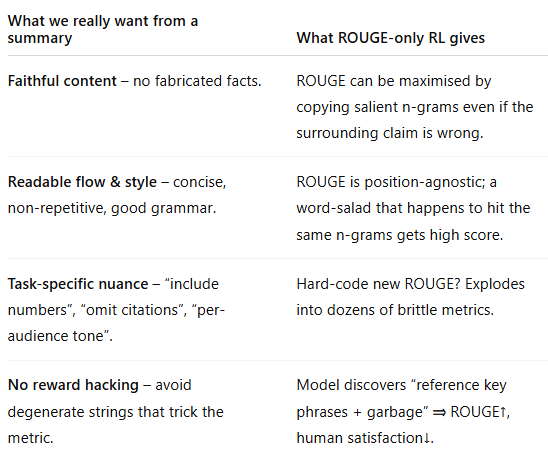 What we really want from a
summary
What ROUGE-only RL gives
Faithful content – no fabricated facts.
ROUGE can be maximised by
copying salient n-grams even if the
surrounding claim is wrong.
Readable flow & style – concise,
non-repetitive, good grammar.
ROUGE is position-agnostic; a
word-salad that happens to hit the
same n-grams gets high score.
Task-specific nuance – “include
numbers”, “omit citations”, “per-
audience tone”.
Hard-code new ROUGE? Explodes
into dozens of brittle metrics.
No reward hacking – avoid
degenerate strings that trick the
metric.
Model discovers “reference key
phrases + garbage” ⇒ ROUGE↑,
human satisfaction↓.